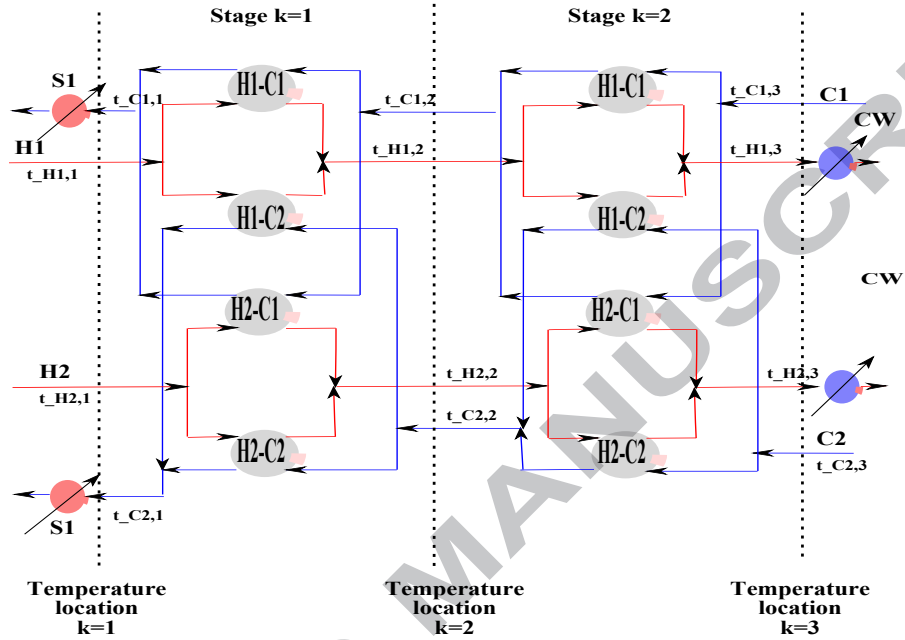 Stage k=1
Stage k=2
S1
t_C1,1
H1-C1
t_C1,2
H1-C1
t_C1,3
C1
CW
H1
t_H1,1
t_H1,2
t_H1,3
H1-C2
H1-C2
CW
H2-C1
H2-C1
H2
t_H2,1
t_H2,2
t_H2,3
t_C2,2
H2-C2
H2-C2
C2
t_C2,3
S1
t_C2,1
MANUSCRI
Temperature
location
k=1
Temperature
location
k=2
Temperature
location
k=3